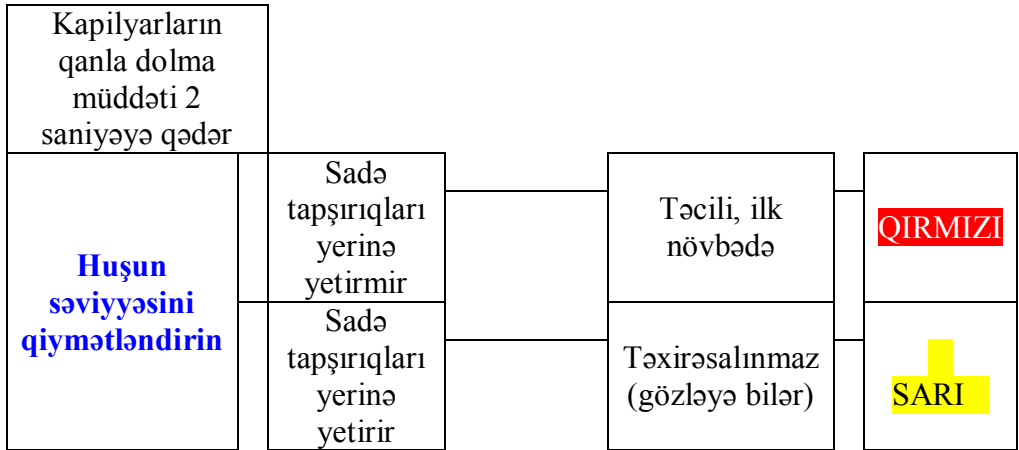 Kapilyarların
qanla dolma
müddəti 2
saniyəyə qədər
Huşun
səviyyəsini
qiymətləndirin
Sadə
tapşırıqları
yerinə
yetirmir
Təcili, ilk
növbədə
QIRMIZI
Sadə
tapşırıqları
yerinə
yetirir
Təxirəsalınmaz
(gözləyə bilər)
SARI